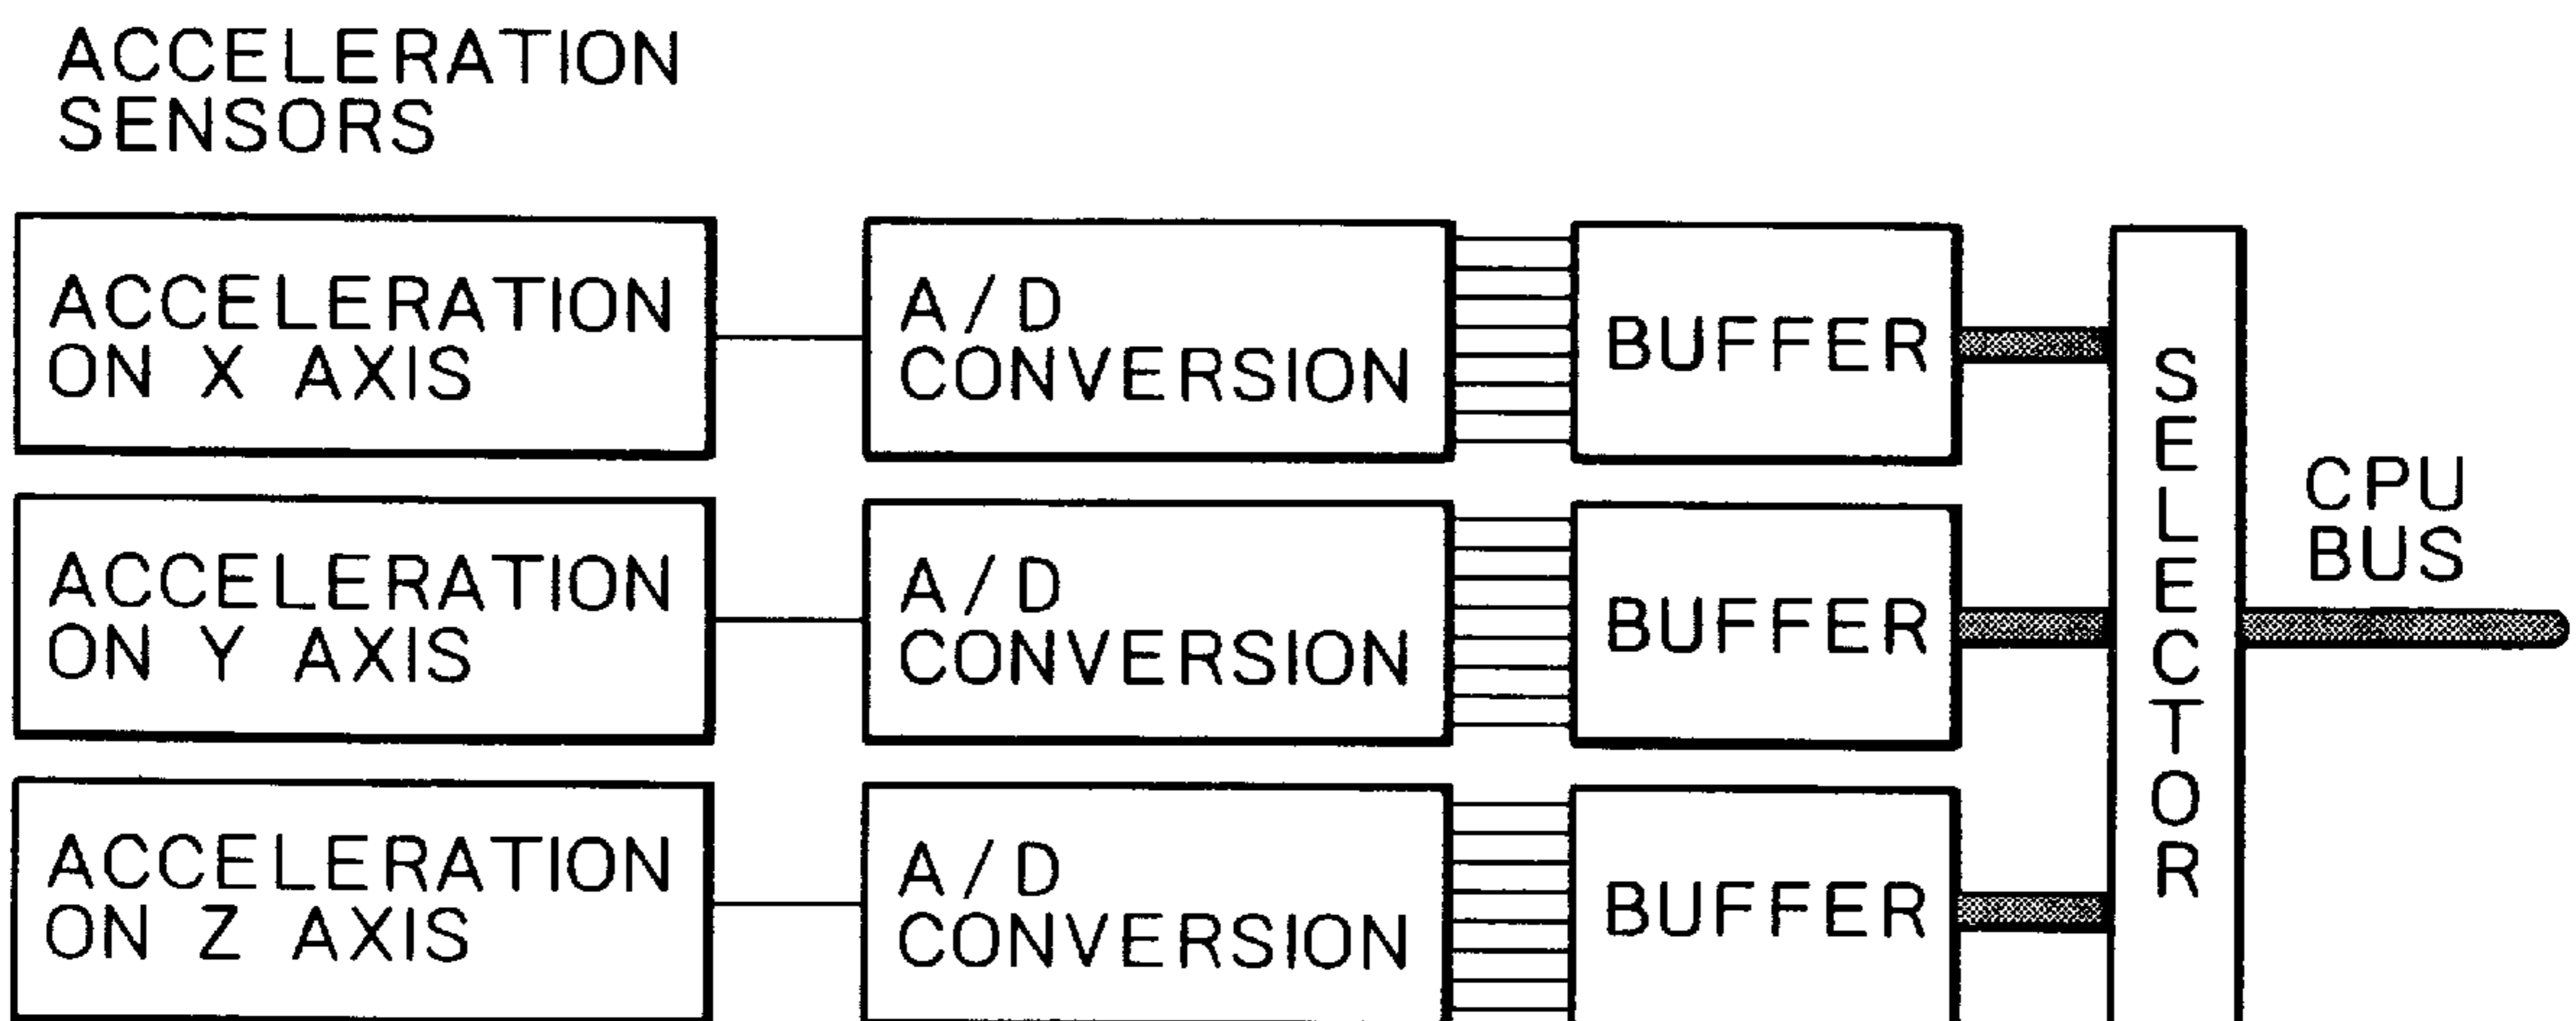 ACCELERATION
SENSORS
ACCELERATION
ON X AXIS
A/D
CONVERSION
BUFFER
ACCELERATION
ON Y AXIS
A/D
CONVERSION
BUFFER
ACCELERATION
ON Z AXIS
A/D
CONVERSION
BUFFER
SELECTOR
CPU
BUS